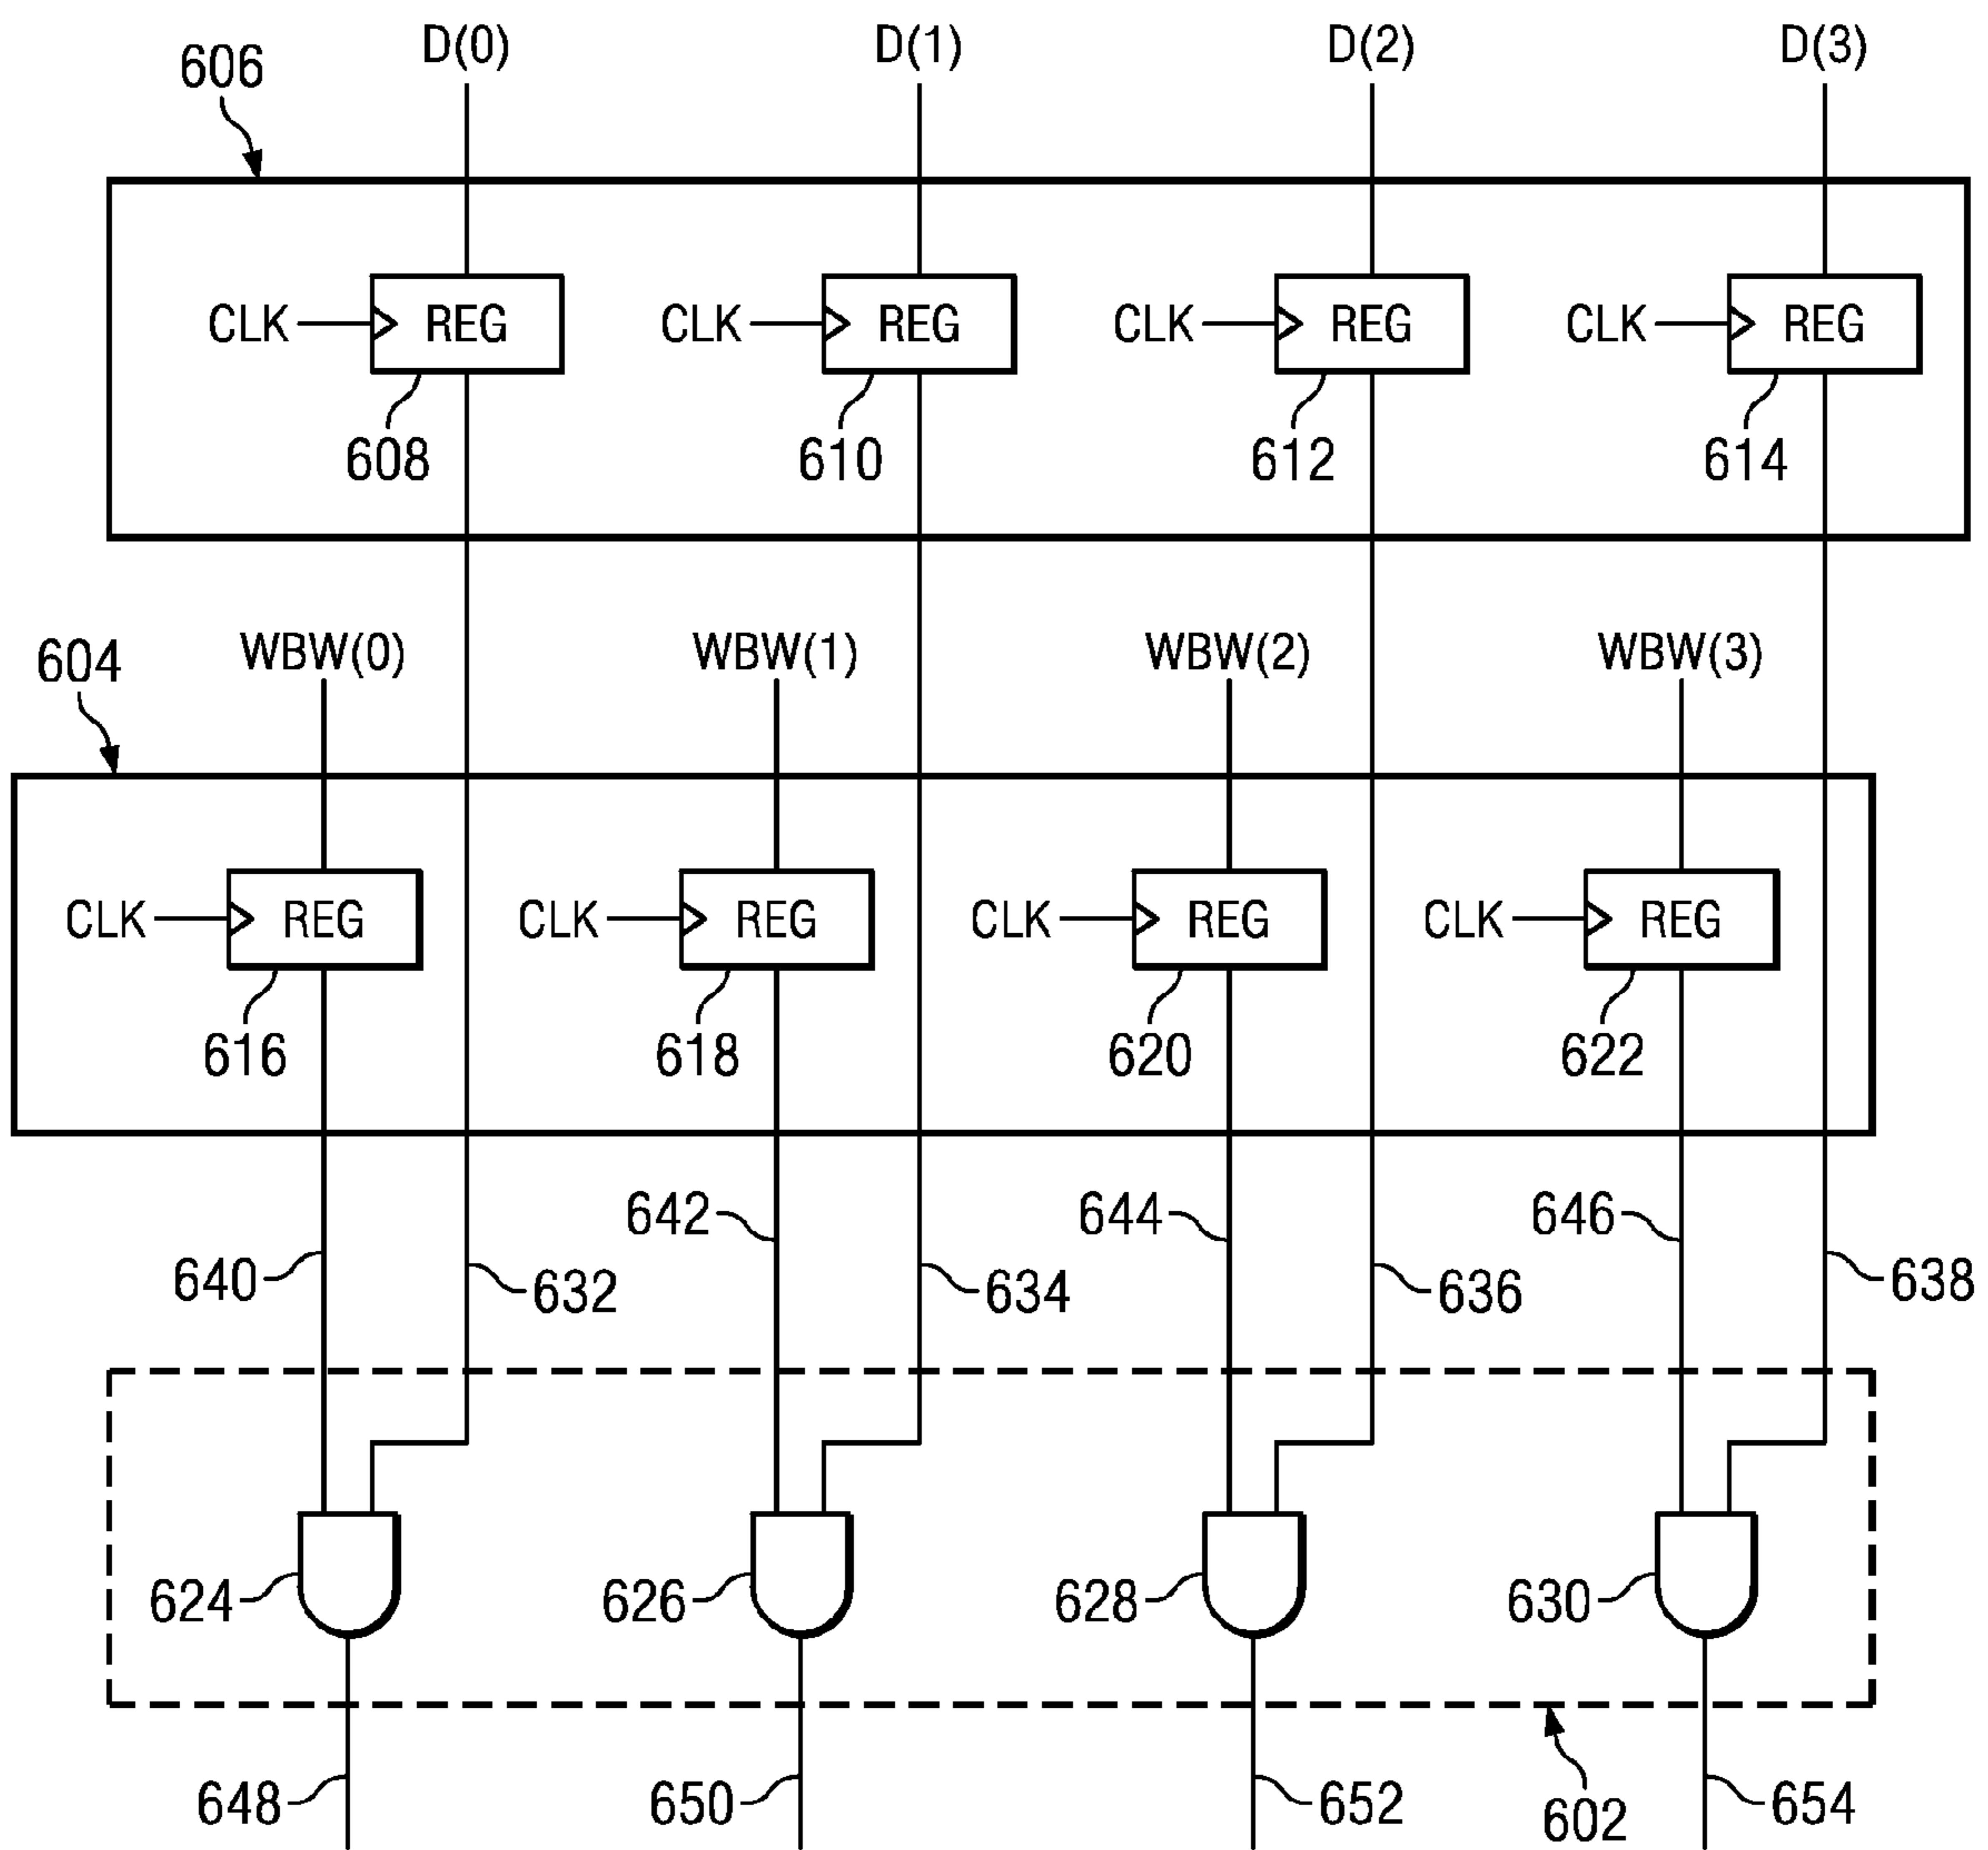 D(0) D(1) D(2) D(3)
606
CLK REG CLK REG CLK REG CLK REG
608 610 612 614
WBW(0) WBW(1) WBW(2) WBW(3)
604
CLK REG CLK REG CLK REG CLK REG
616 618 620 622
642 644 646
640 632 634 636 638
624 626 628 630
648 650 652 602 654